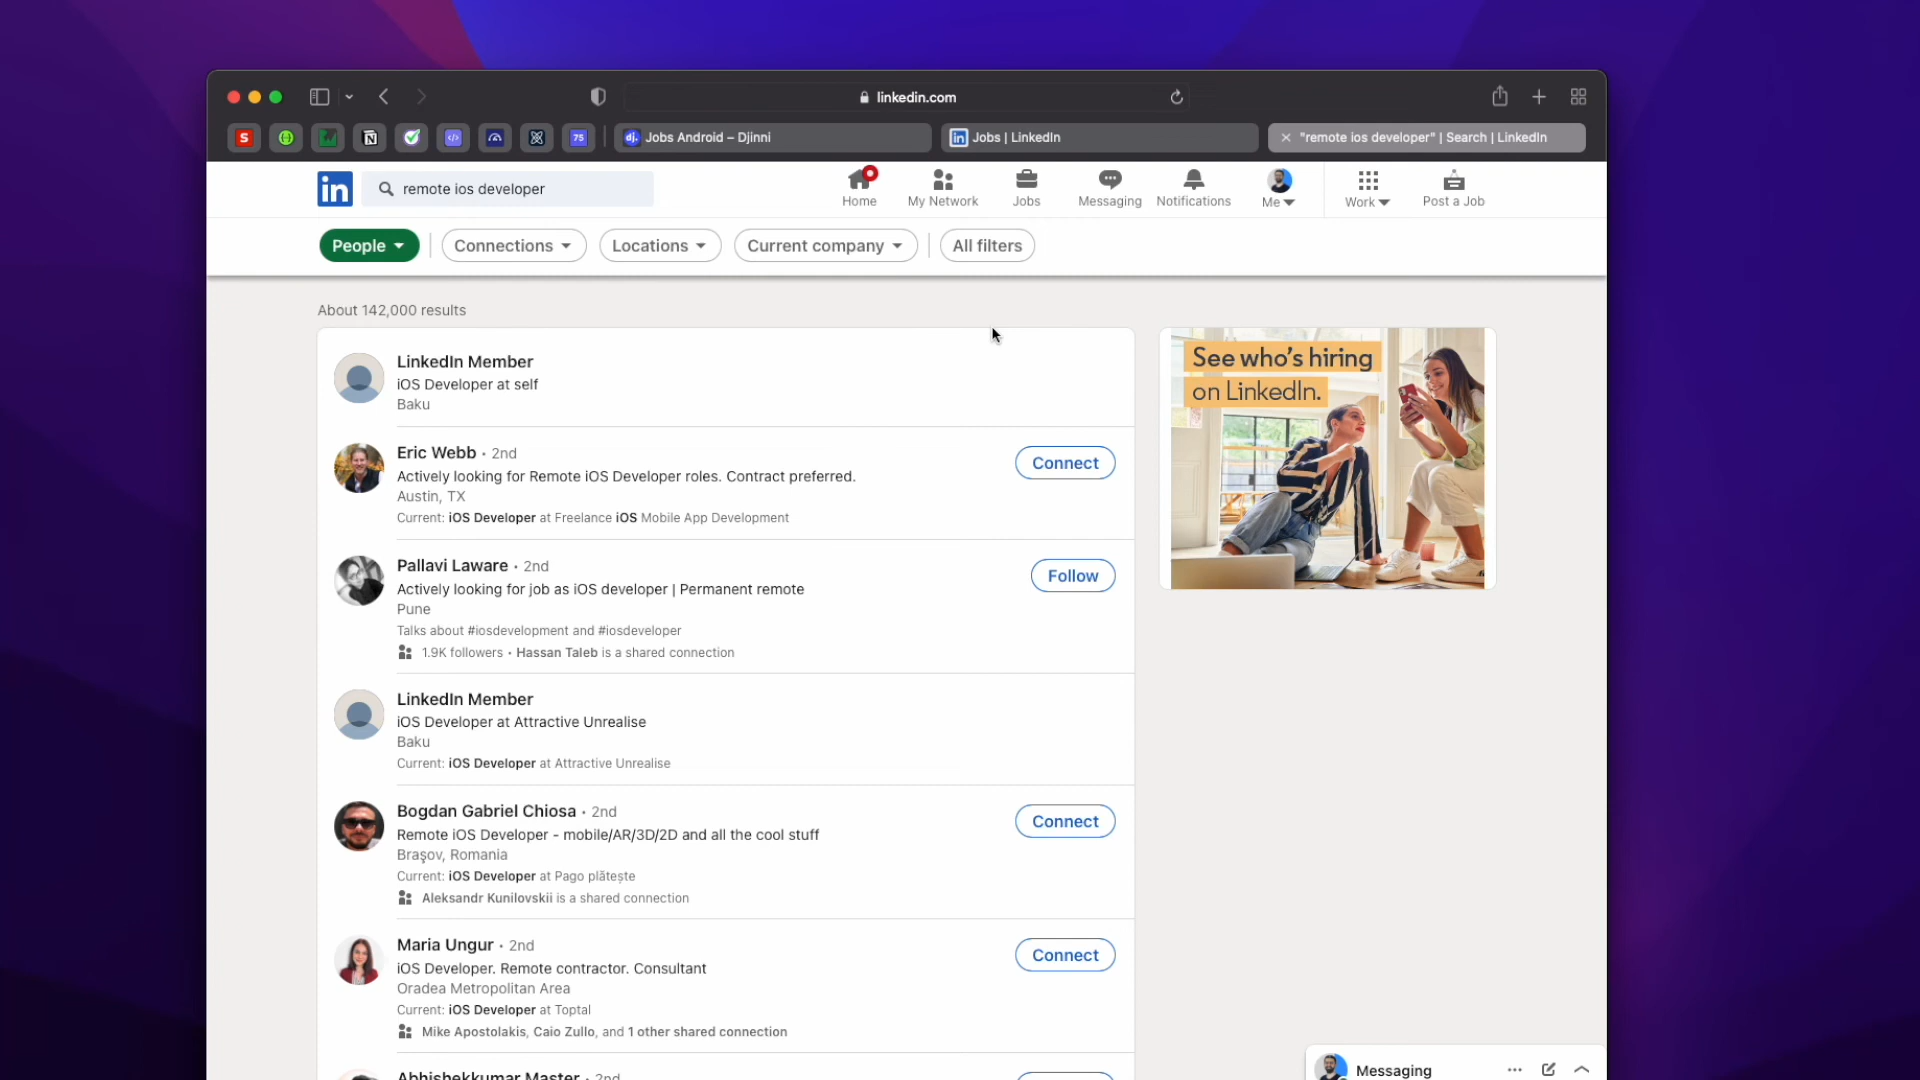 linkedin.com
S
75
dj. Jobs Android – Djinni
in Jobs | LinkedIn
"remote ios developer" | Search | LinkedIn
in
remote ios developer
Home
My Network
Jobs
Messaging
Notifications
Me
Work
Post a Job
People
Connections
Locations
Current company
All filters
About 142,000 results
LinkedIn Member
iOS Developer at self
Baku
Eric Webb · 2nd
Connect
Actively looking for Remote iOS Developer roles. Contract preferred.
Austin, TX
Current: iOS Developer at Freelance iOS Mobile App Development
Pallavi Laware · 2nd
Follow
Actively looking for job as iOS developer | Permanent remote
Pune
Talks about #iosdevelopment and #iosdeveloper
1.9K followers · Hassan Taleb is a shared connection
LinkedIn Member
iOS Developer at Attractive Unrealise
Baku
Current: iOS Developer at Attractive Unrealise
Bogdan Gabriel Chiosa · 2nd
Connect
Remote iOS Developer - mobile/AR/3D/2D and all the cool stuff
Braşov, Romania
Current: iOS Developer at Pago plătește
Aleksandr Kunilovskii is a shared connection
Maria Ungur · 2nd
Connect
iOS Developer. Remote contractor. Consultant
Oradea Metropolitan Area
Current: iOS Developer at Toptal
Mike Apostolakis, Caio Zullo, and 1 other shared connection
Abhishekkumar Master · 2nd
See who's hiring
on LinkedIn.
Messaging